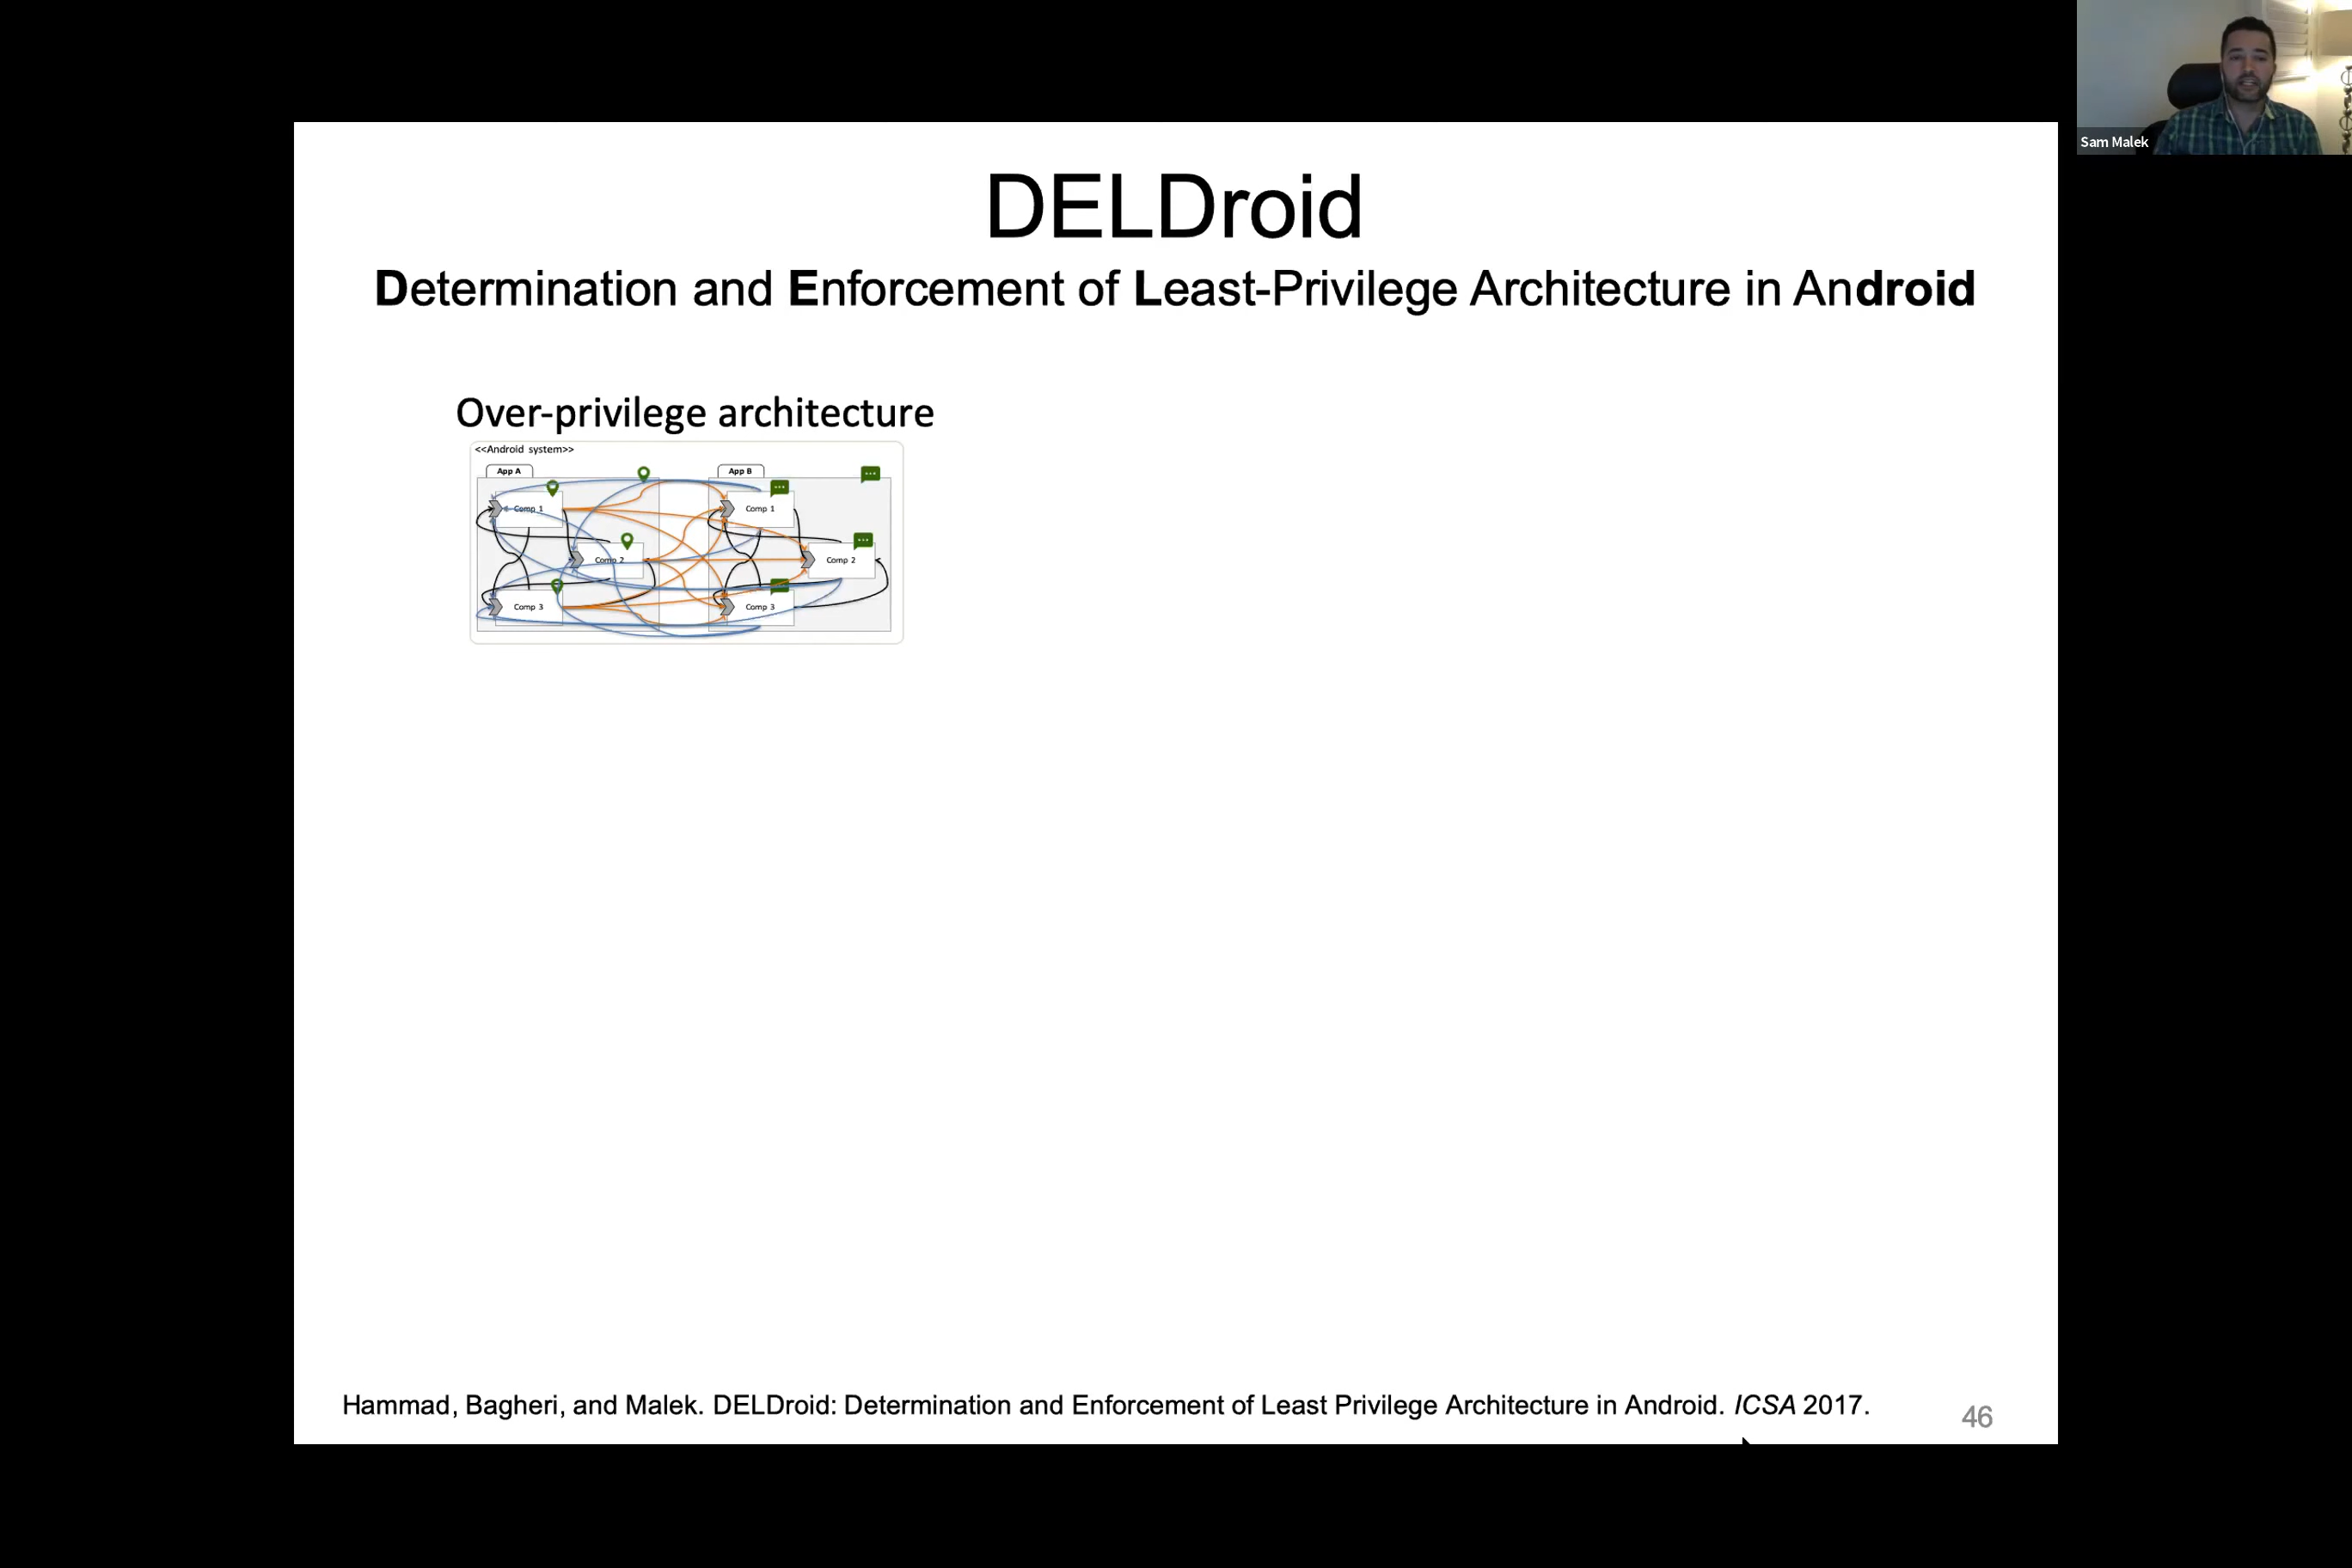 Sam Malek
DELDroid
Determination and Enforcement of Least-Privilege Architecture in Android
Over-privilege architecture
<<Android system>>
App A
App B
Comp 1
Comp 1
Comp 2
Comp 2
Comp 3
Comp 3
Hammad, Bagheri, and Malek. DELDroid: Determination and Enforcement of Least Privilege Architecture in Android. ICSA 2017.
46